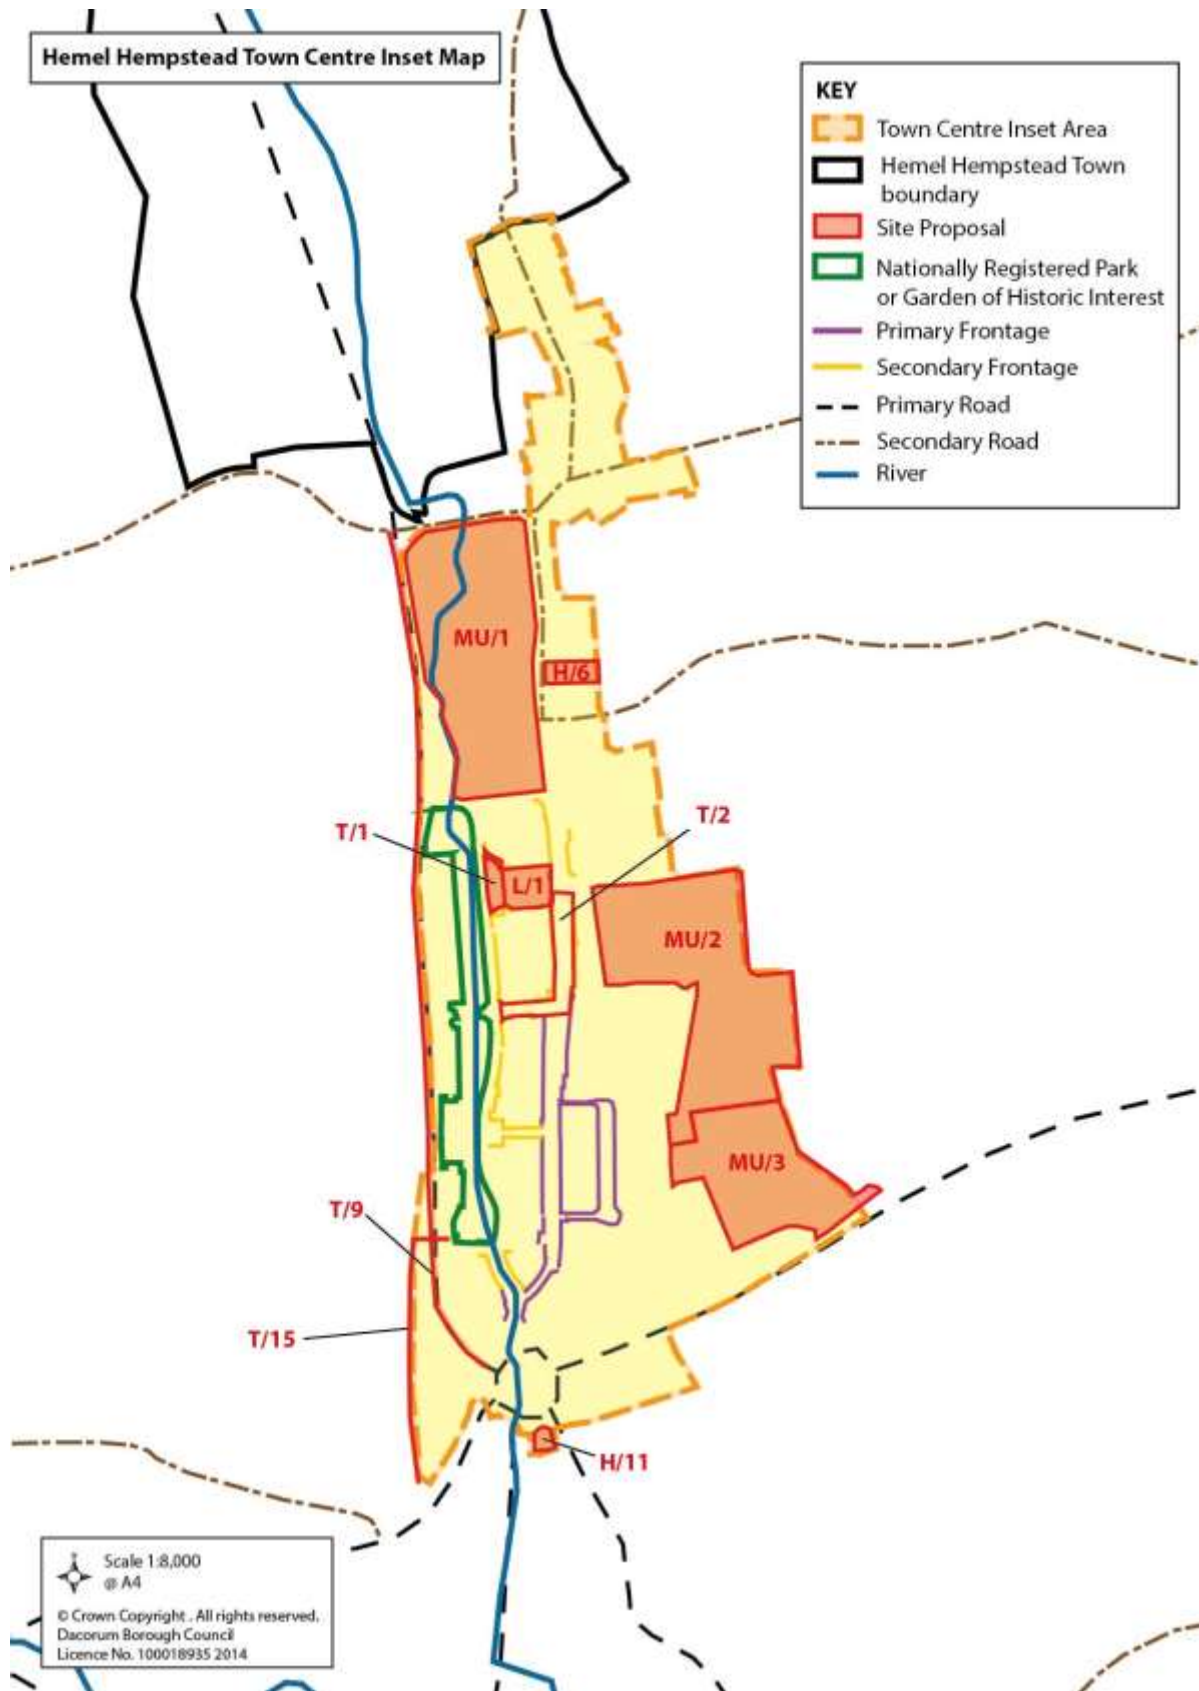 Hemel Hempstead Town Centre Inset Map
KEY
Town Centre Inset Area
Hemel Hempstead Town
boundary
Site Proposal
Nationally Registered Park
or Garden of Historic Interest
Primary Frontage
Secondary Frontage
Primary Road
Secondary Road
River
MU/1
H/6
T/1
T/2
L/1
MU/2
MU/3
T/9
T/15
H/11
Scale 1:8,000
@ A4
© Crown Copyright . All rights reserved.
Dacorum Borough Council
Licence No. 100018935 2014